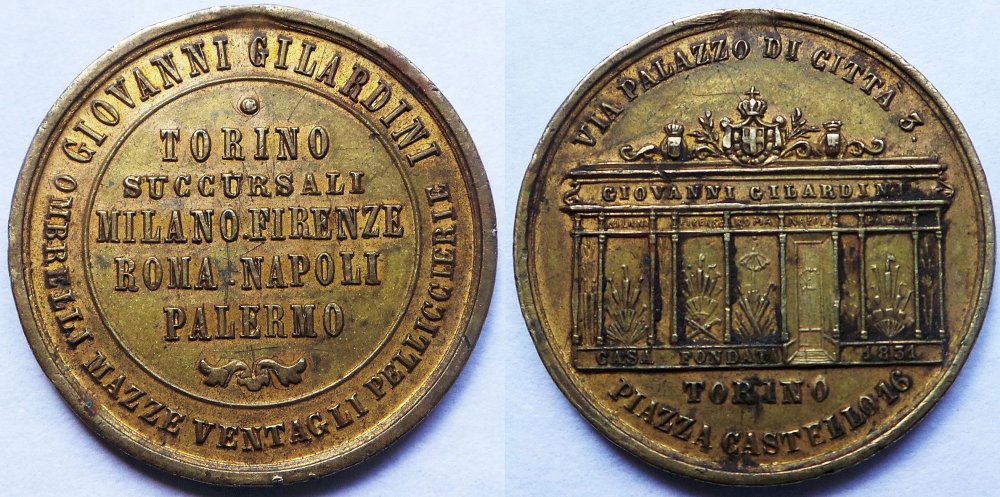 GIOVANNI GILARDINI
OMBRELLI MAZZE VENTAGLI PELLICCIERIE
TORINO
SUCCURSALI
MILANO.FIRENZE
ROMA-NAPOLI
PALERMO
VIA PALAZZO DI CITTÀ 3
GIOVANNI GILARDINI
CASA FONDATA 1831
TORINO
PIAZZA CASTELLO 16